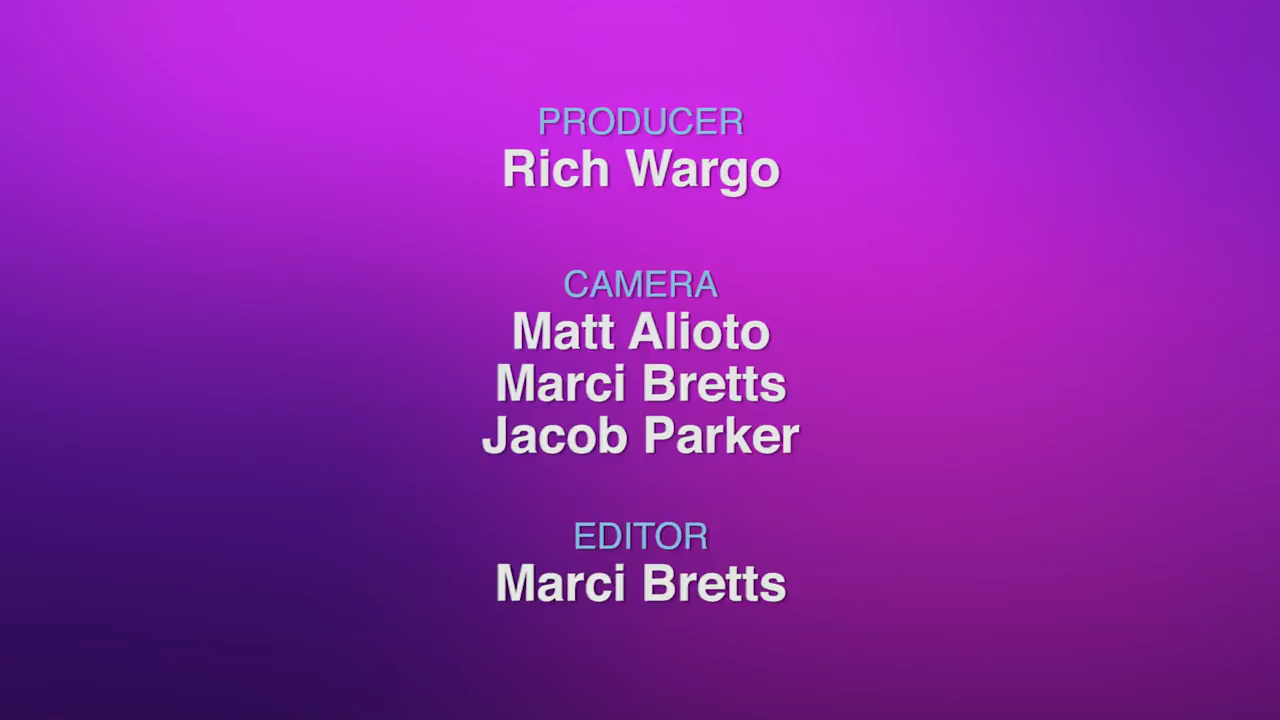 PRODUCER
Rich Wargo
CAMERA
Matt Alioto
Marci Bretts
Jacob Parker
EDITOR
Marci Bretts